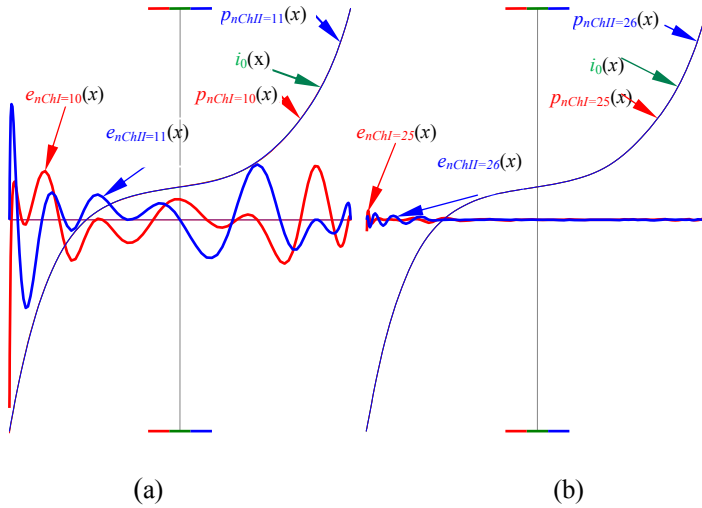 p_{nChII=11}(x)
i_0(x)
e_{nChI=10}(x)
p_{nChI=10}(x)
e_{nChII=11}(x)
(a)
p_{nChII=26}(x)
i_0(x)
p_{nChI=25}(x)
e_{nChI=25}(x)
e_{nChII=26}(x)
(b)